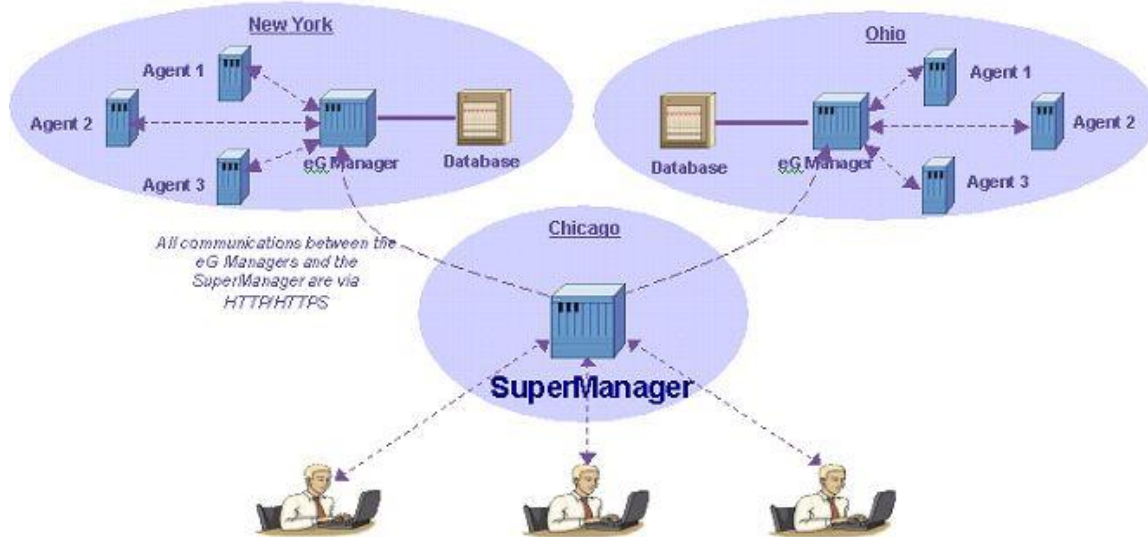 New York
Agent 1
Agent 2
Agent 3
eG Manager
Database
Ohio
Agent 1
Agent 2
Agent 3
eG Manager
Database
All communications between the
eG Managers and the
SuperManager are via
HTTP/HTTPS
Chicago
SuperManager